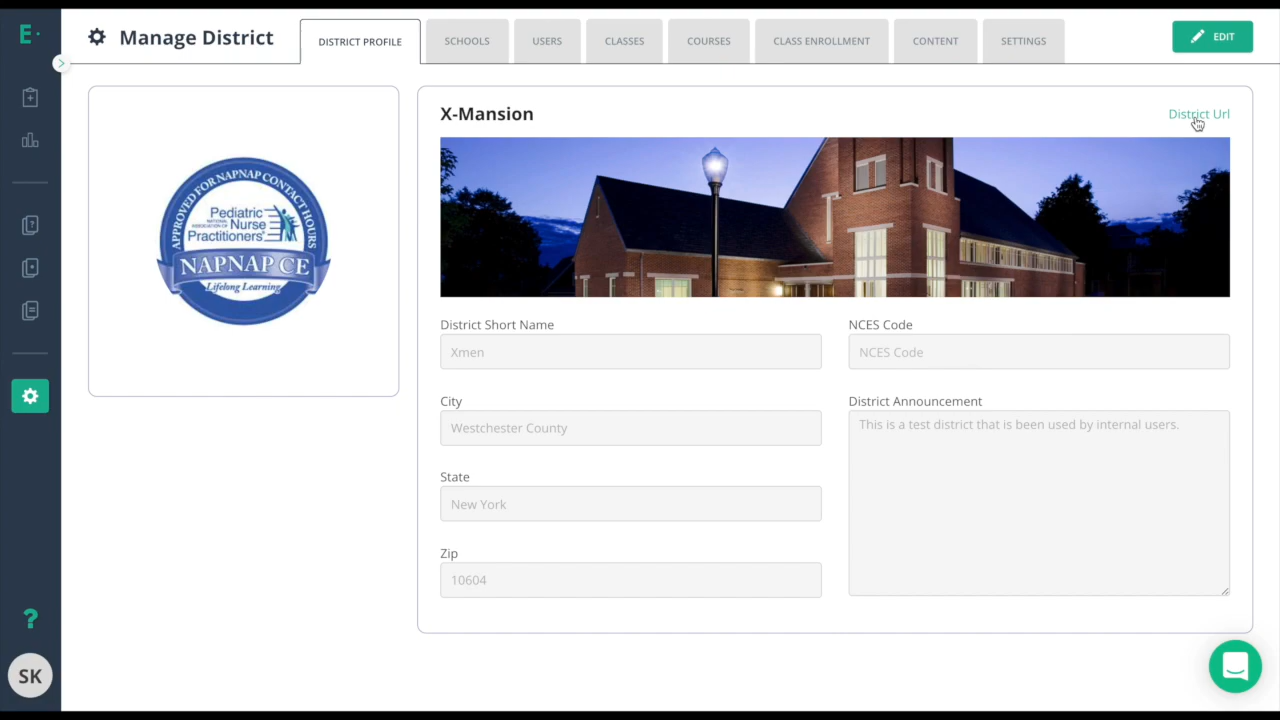 E·
Manage District
DISTRICT PROFILE
SCHOOLS
USERS
CLASSES
COURSES
CLASS ENROLLMENT
CONTENT
SETTINGS
EDIT
APPROVED FOR NAPNAP CONTACT HOURS
Pediatric
NATIONAL
ASSOCIATION OF Nurse
Practitioners
NAPNAP CE
Lifelong Learning
X-Mansion
District Url
District Short Name
Xmen
NCES Code
NCES Code
City
Westchester County
District Announcement
This is a test district that is been used by internal users.
State
New York
Zip
10604
?
SK